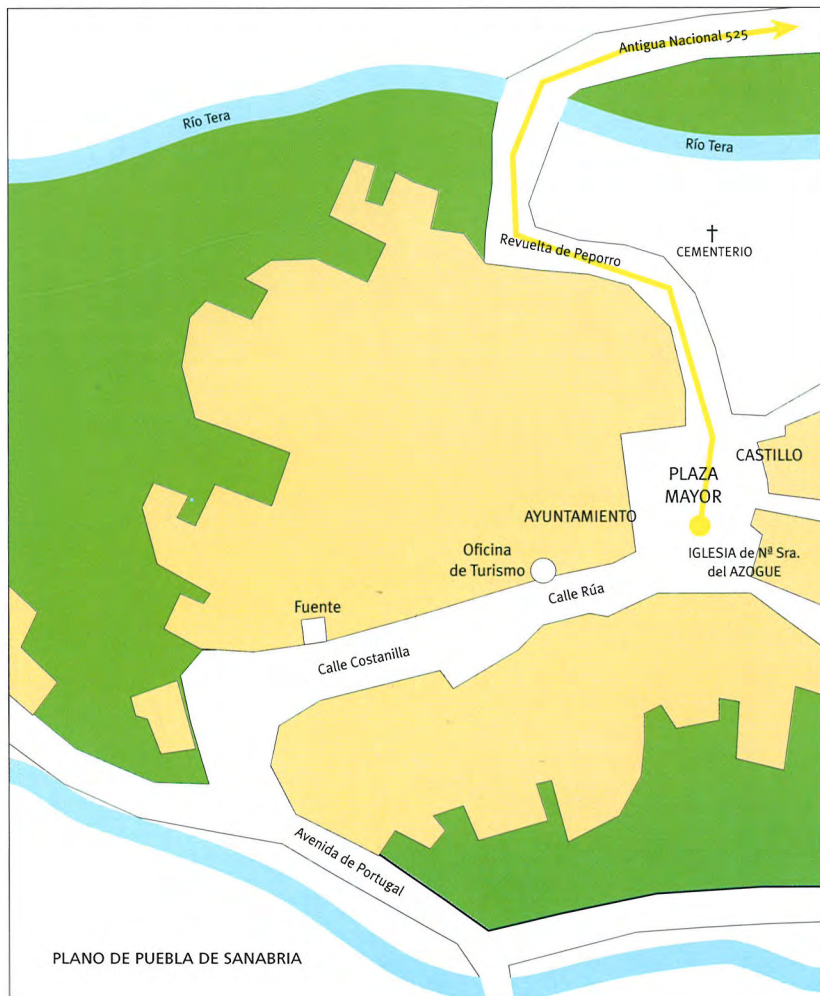 Antigua Nacional 525
Río Tera
Río Tera
Revuelta de Peporro
†
CEMENTERIO
CASTILLO
PLAZA
MAYOR
AYUNTAMIENTO
IGLESIA de Nª Sra.
del AZOGUE
Oficina
de Turismo
Calle Rúa
Fuente
Calle Costanilla
Avenida de Portugal
PLANO DE PUEBLA DE SANABRIA